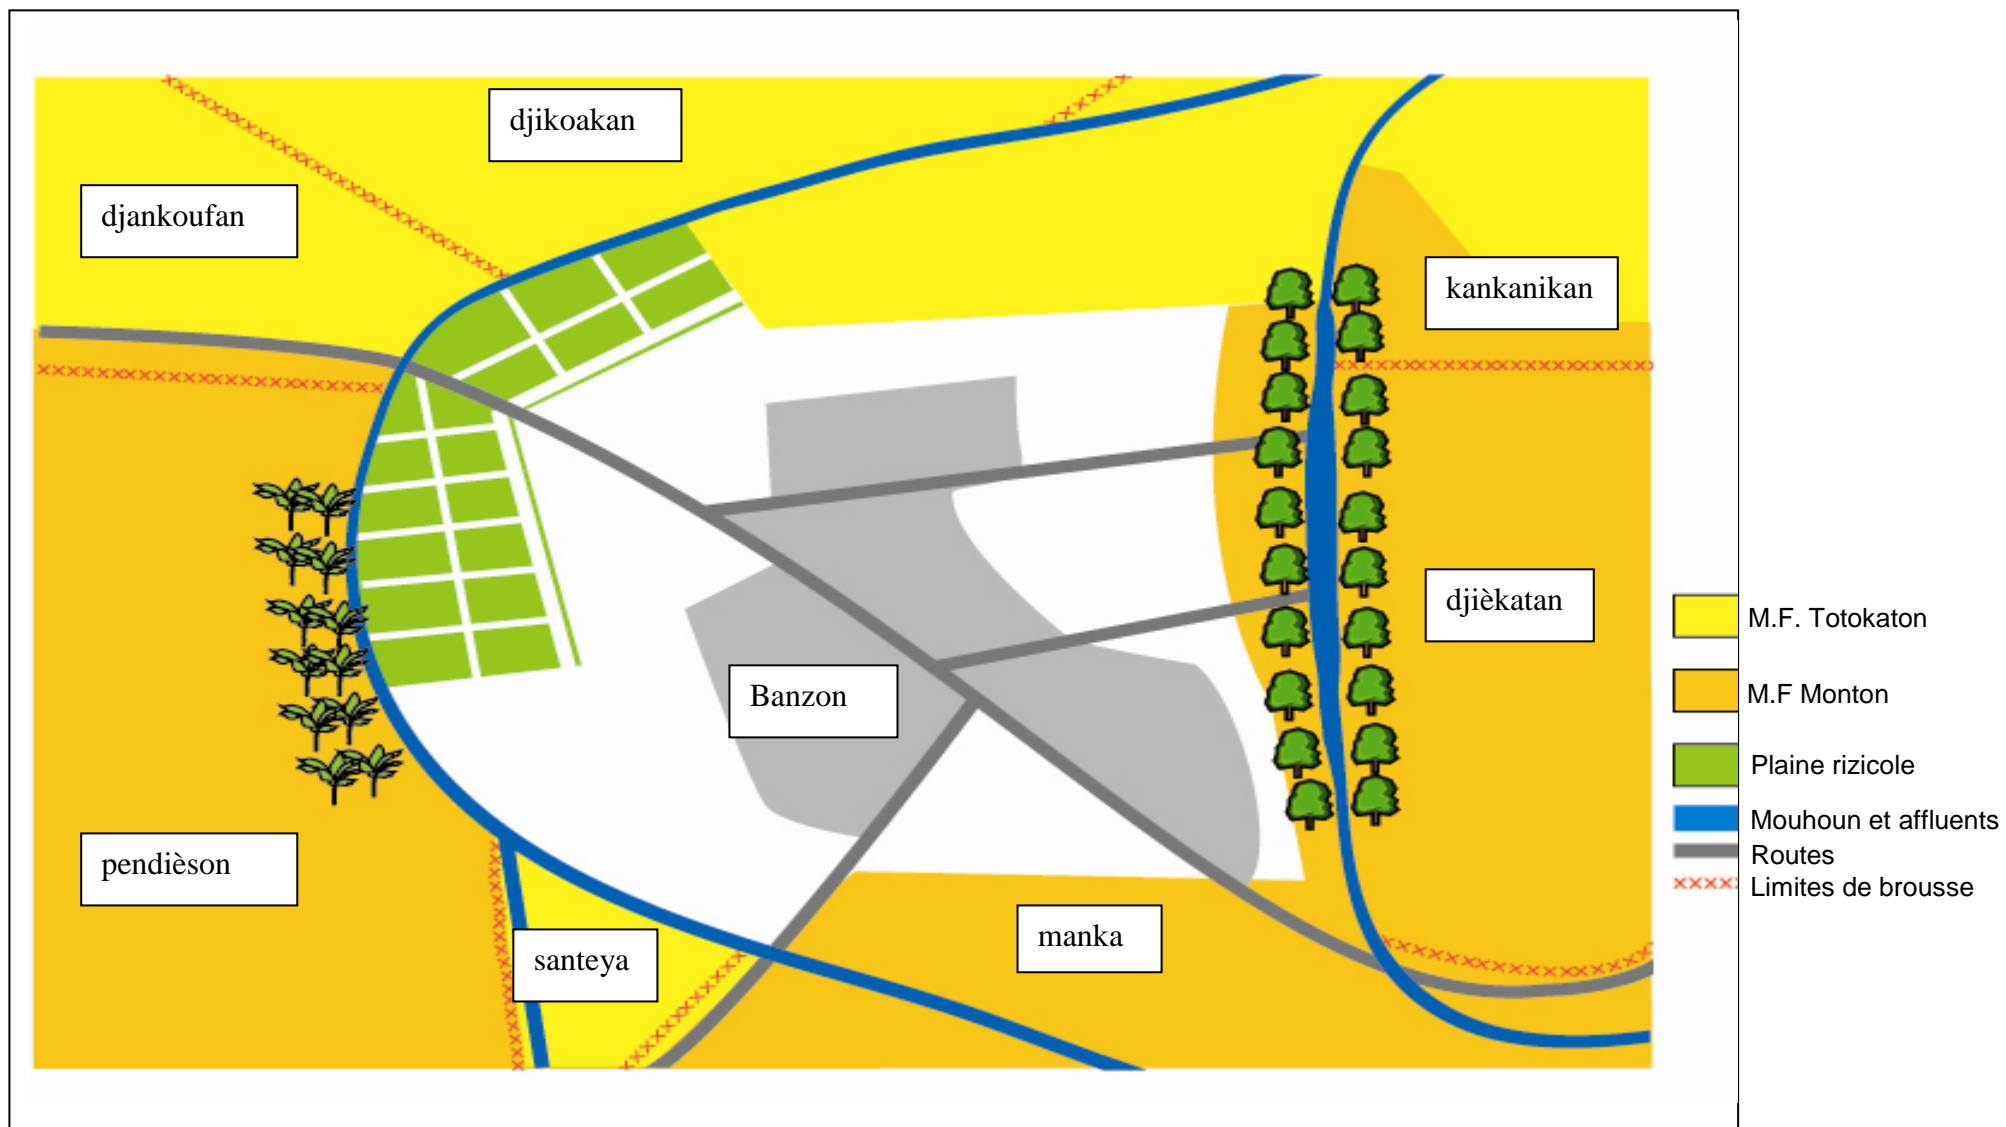 djikoakan
djankoufan
kankanikan
djièkatan
Banzon
pendièson
manka
santeya
M.F. Totokaton
M.F Monton
Plaine rizicole
Mouhoun et affluents
Routes
Limites de brousse